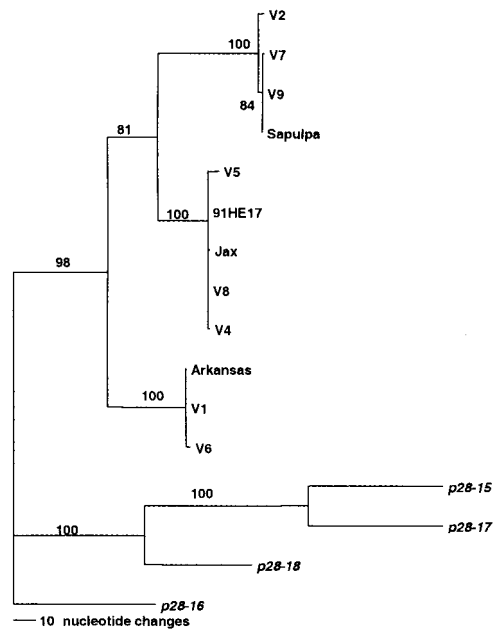 V2
100
V7
V9
84
Sapulpa
81
V5
91HE17
100
Jax
V8
98
V4
Arkansas
100
V1
V6
p28-15
100
p28-17
100
p28-18
p28-16
10 nucleotide changes